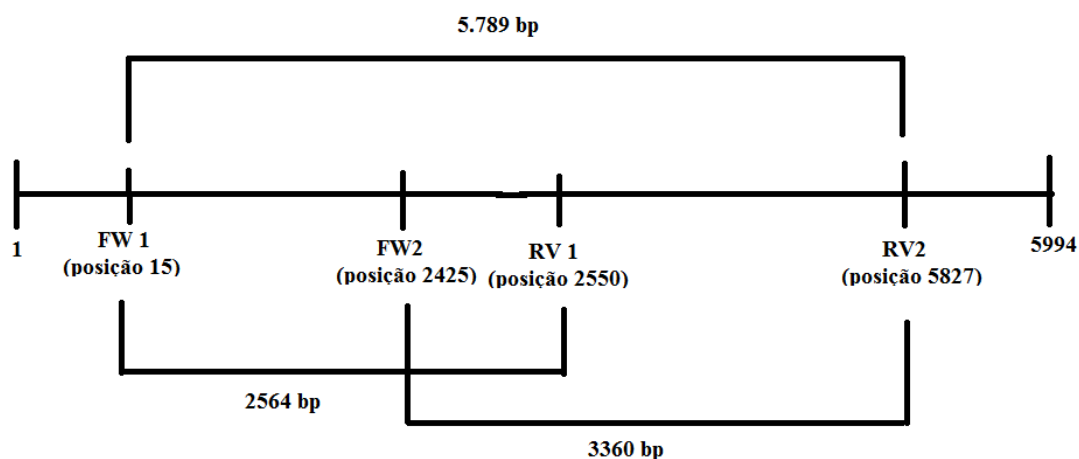 5.789 bp
1
FW 1
(posição 15)
FW2
(posição 2425)
RV 1
(posição 2550)
RV2
(posição 5827)
5994
2564 bp
3360 bp